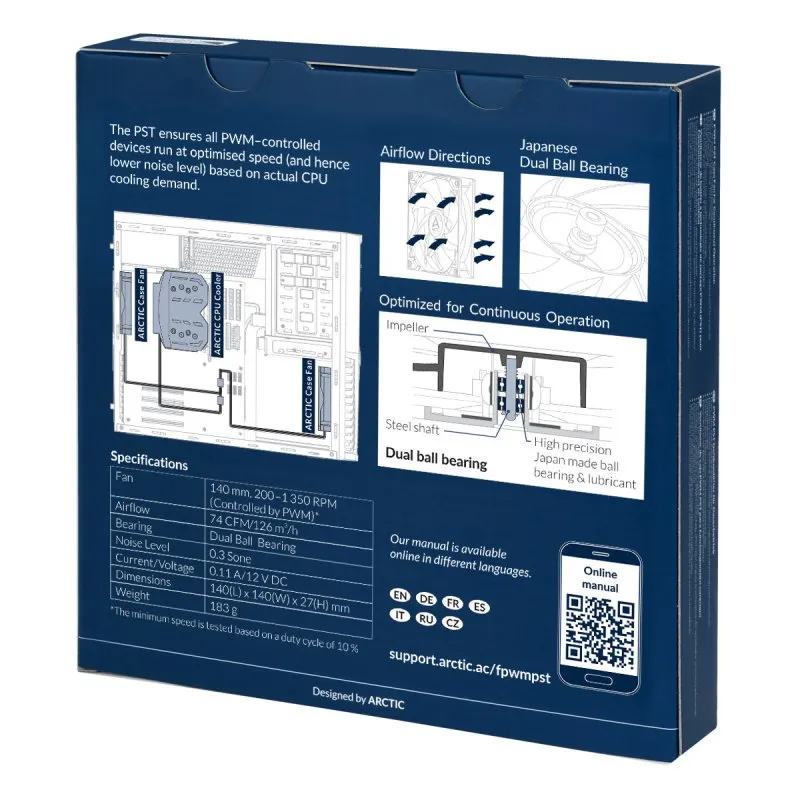 The PST ensures all PWM-controlled
devices run at optimised speed (and hence
lower noise level) based on actual CPU
cooling demand.
Airflow Directions
Japanese
Dual Ball Bearing
ARCTIC Case Fan
ARCTIC CPU Cooler
ARCTIC Case Fan
Optimized for Continuous Operation
Impeller
Steel shaft
High precision
Japan made ball
bearing & lubricant
Dual ball bearing
Specifications
Fan 140 mm, 200–1 350 RPM
(Controlled by PWM)*
Airflow 74 CFM/126 m³/h
Bearing Dual Ball Bearing
Noise Level 0.3 Sone
Current/Voltage 0.11 A/12 V DC
Dimensions 140(L) x 140(W) x 27(H) mm
Weight 183 g
*The minimum speed is tested based on a duty cycle of 10 %
Our manual is available
online in different languages.
EN DE FR ES
IT RU CZ
support.arctic.ac/fpwmpst
Online
manual
Designed by ARCTIC